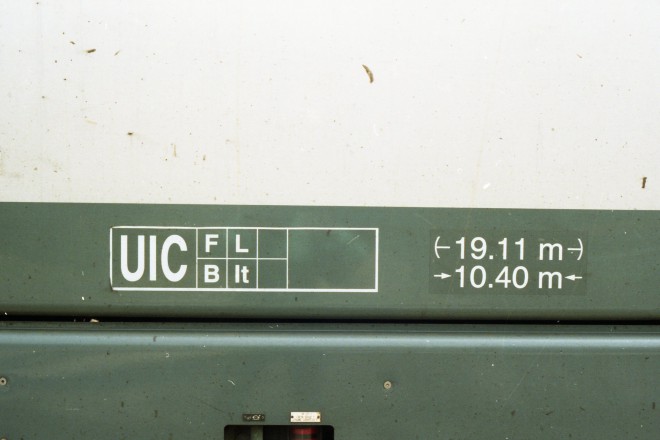 UIC
F L
B It
(-19.11 m-)
→10.40 m←